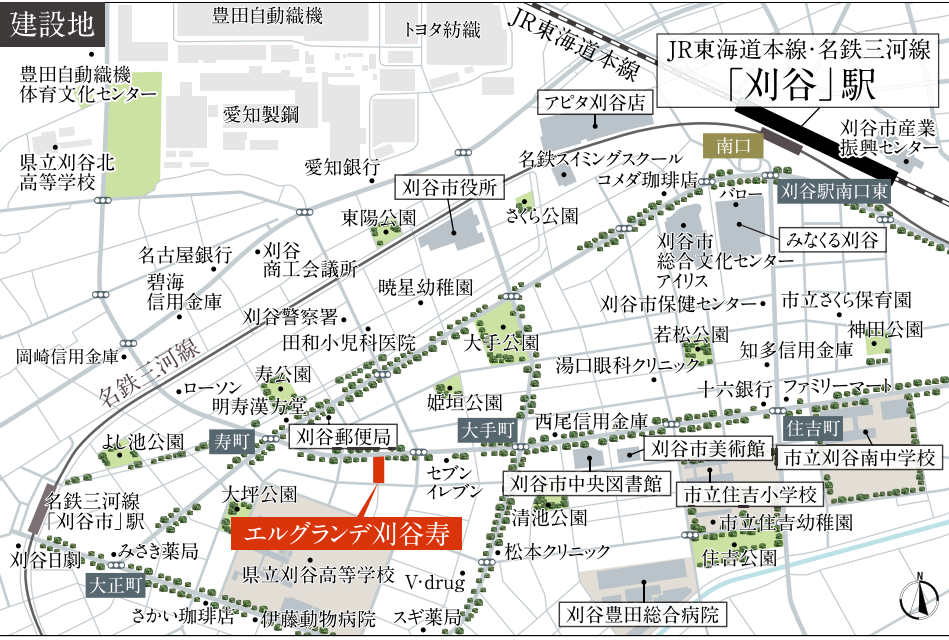 建設地
豊田自動織機
トヨタ紡織
JR東海道本線
JR東海道本線・名鉄三河線
「刈谷」駅
豊田自動織機
体育文化センター
愛知製鋼
アピタ刈谷店
南口
刈谷市産業
振興センター
県立刈谷北
高等学校
愛知銀行
刈谷市役所
名鉄スイミングスクール
コメダ珈琲店
バロー
刈谷駅南口東
東陽公園
さくら公園
みなくる刈谷
名古屋銀行
刈谷
商工会議所
刈谷市
総合文化センター
アイリス
碧海
信用金庫
暁星幼稚園
刈谷市保健センター
市立さくら保育園
刈谷警察署
田和小児科医院
大手公園
若松公園
神田公園
岡崎信用金庫
名鉄三河線
湯口眼科クリニック
知多信用金庫
寿公園
ローソン
明寿漢方堂
姫垣公園
十六銀行
ファミリーマート
よし池公園
寿町
刈谷郵便局
大手町
西尾信用金庫
住吉町
刈谷市美術館
市立刈谷南中学校
セブン
イレブン
刈谷市中央図書館
市立住吉小学校
名鉄三河線
「刈谷市」駅
大坪公園
エルグランデ刈谷寿
清池公園
市立住吉幼稚園
刈谷日劇
みさき薬局
松本クリニック
住吉公園
大正町
県立刈谷高等学校
V・drug
さかい珈琲店
伊藤動物病院
スギ薬局
刈谷豊田総合病院
N